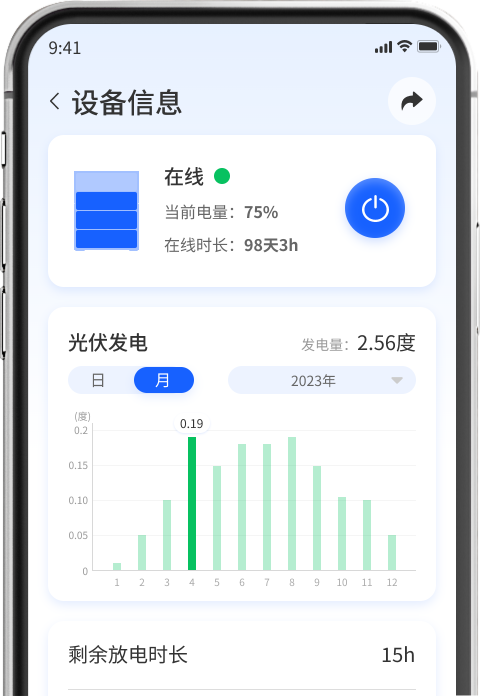 9:41
设备信息
在线
当前电量：75%
在线时长：98天3h
光伏发电 发电量：2.56度
日 月 2023年
(度)
0.19
0.2
0.15
0.10
0.05
0
1 2 3 4 5 6 7 8 9 10 11 12
剩余放电时长 15h